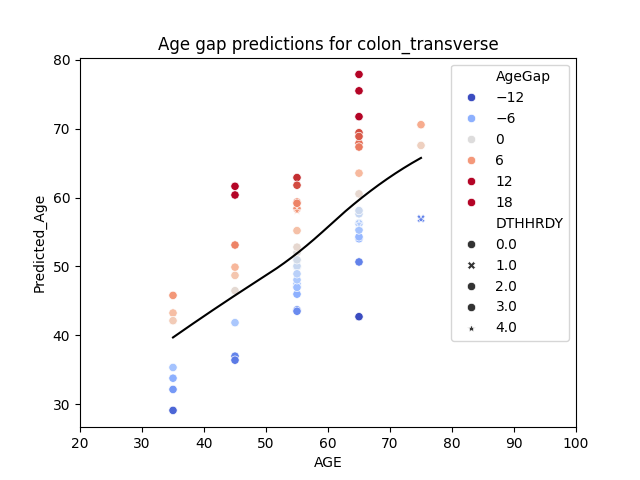 Age gap predictions for colon_transverse
80
70
60
50
40
30
Predicted_Age
20 30 40 50 60 70 80 90 100
AGE
AgeGap
−12
−6
0
6
12
18
DTHHRDY
0.0
1.0
2.0
3.0
4.0